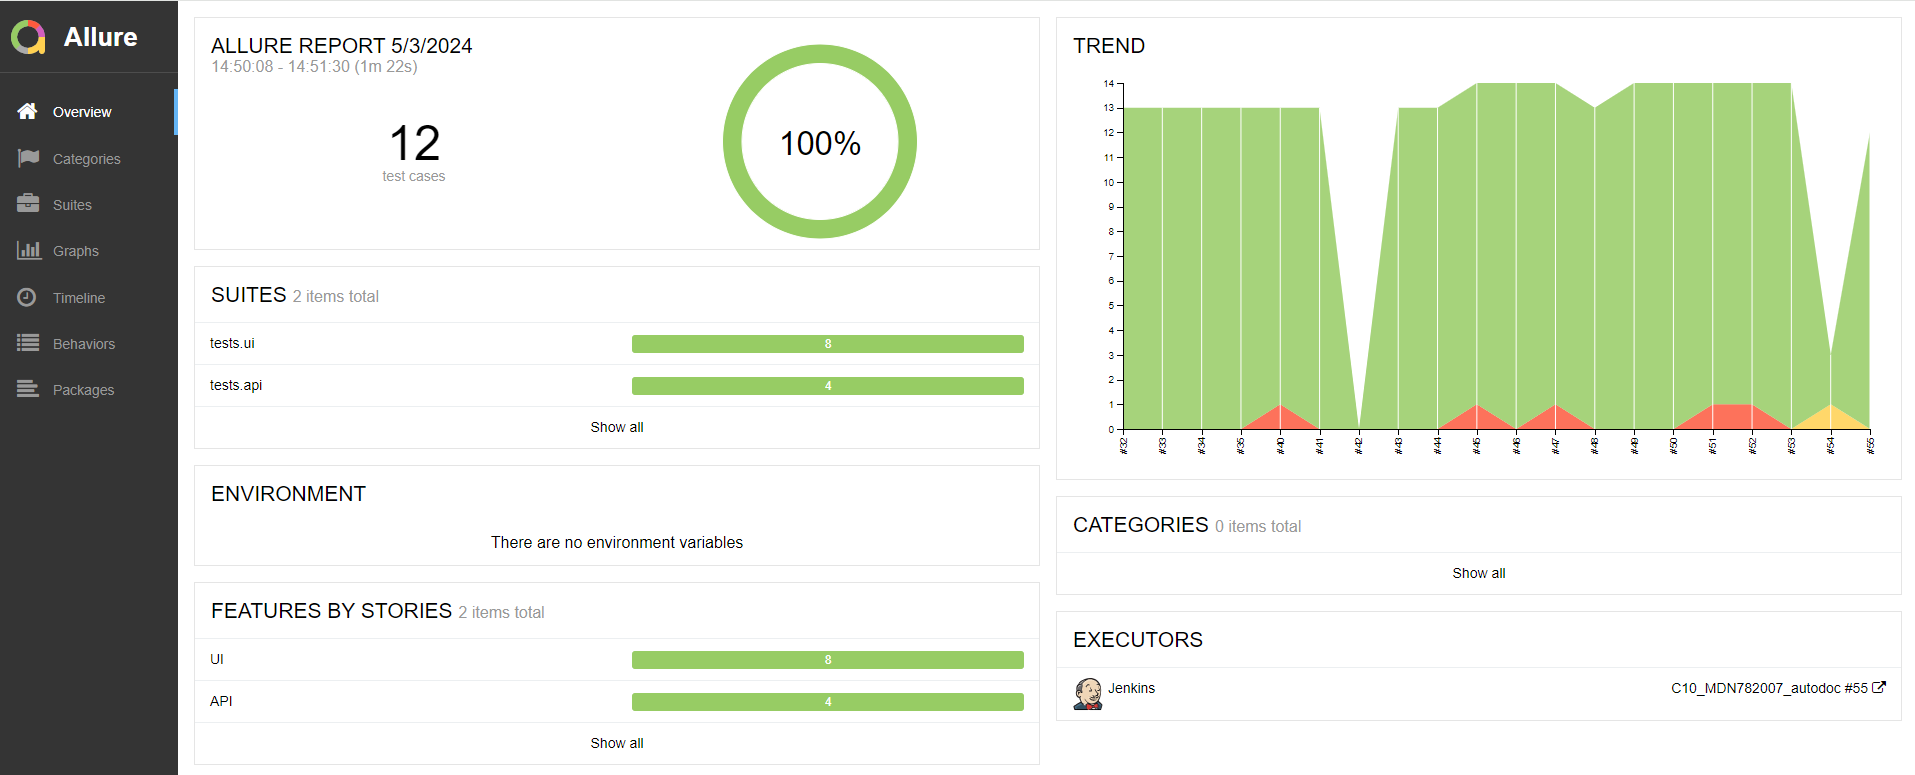 Allure
Overview
Categories
Suites
Graphs
Timeline
Behaviors
Packages
ALLURE REPORT 5/3/2024
14:50:08 - 14:51:30 (1m 22s)
12
test cases
100%
SUITES 2 items total
tests.ui 8
tests.api 4
Show all
ENVIRONMENT
There are no environment variables
FEATURES BY STORIES 2 items total
UI 8
API 4
Show all
TREND
14
13
12
11
10
9
8
7
6
5
4
3
2
1
0
#32 #33 #34 #35 #40 #41 #42 #43 #44 #45 #46 #47 #48 #49 #50 #51 #52 #53 #54 #55
CATEGORIES 0 items total
Show all
EXECUTORS
Jenkins C10_MDN782007_autodoc #55